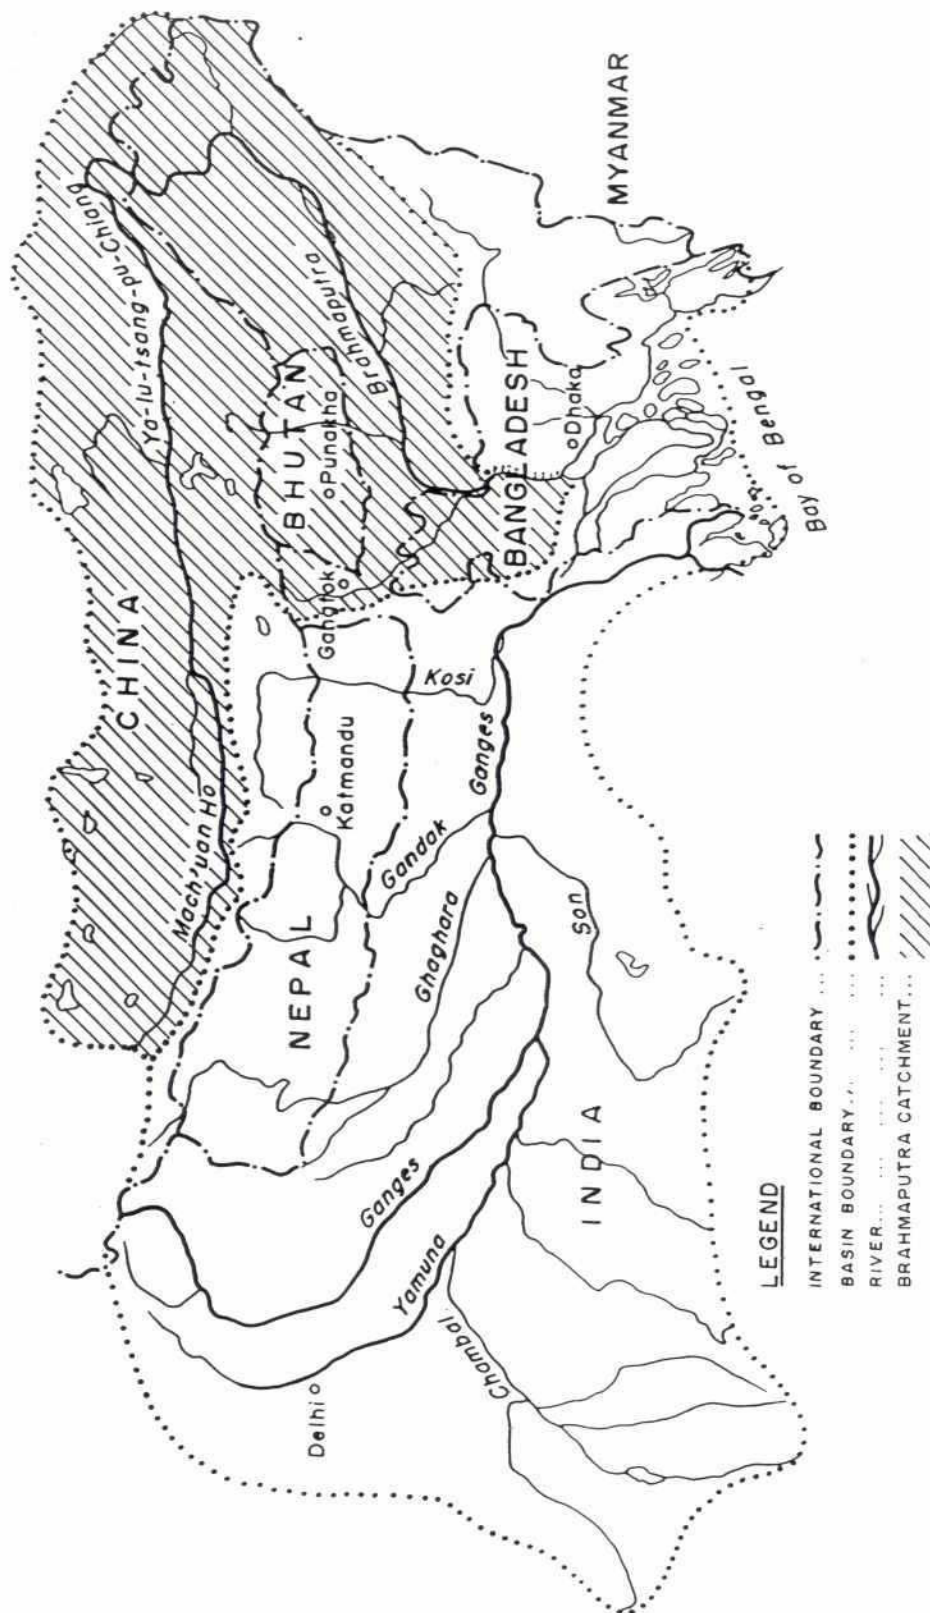 CHINA
Ya-lu-tsang-pu-Chiang
Mach'uan Ho
BHUTAN
Punakha
Gangtok
Brahmaputra
NEPAL
Katmandu
Kosi
Gandak
Ghaghara
Ganges
Ganges
Yamuna
Delhi
Chambal
Son
INDIA
BANGLADESH
Dhaka
MYANMAR
Bay of Bengal
LEGEND
INTERNATIONAL BOUNDARY ...
BASIN BOUNDARY... ... ...
RIVER... ... ... ...
BRAHMAPUTRA CATCHMENT...